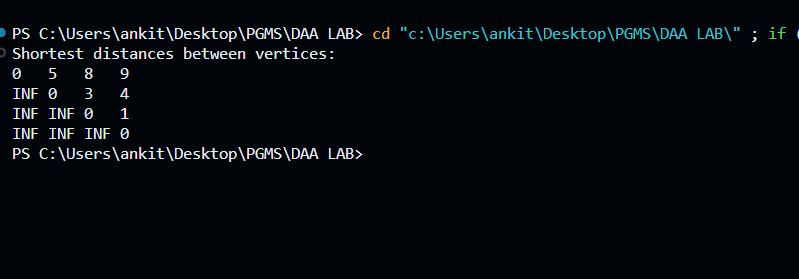 PS C:\Users\ankit\Desktop\PGMS\DAA LAB> cd "c:\Users\ankit\Desktop\PGMS\DAA LAB\" ; if (
Shortest distances between vertices:
0   5   8   9
INF 0   3   4
INF INF 0   1
INF INF INF 0
PS C:\Users\ankit\Desktop\PGMS\DAA LAB>